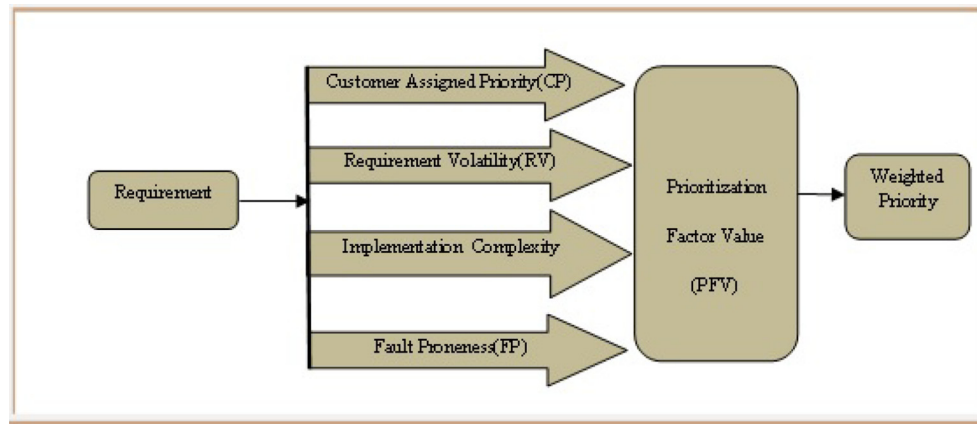 Requirement
Customer Assigned Priority(CP)
Requirement Volatility(RV)
Implementation Complexity
Fault Proneness(FP)
Prioritization
Factor Value
(PFV)
Weighted
Priority